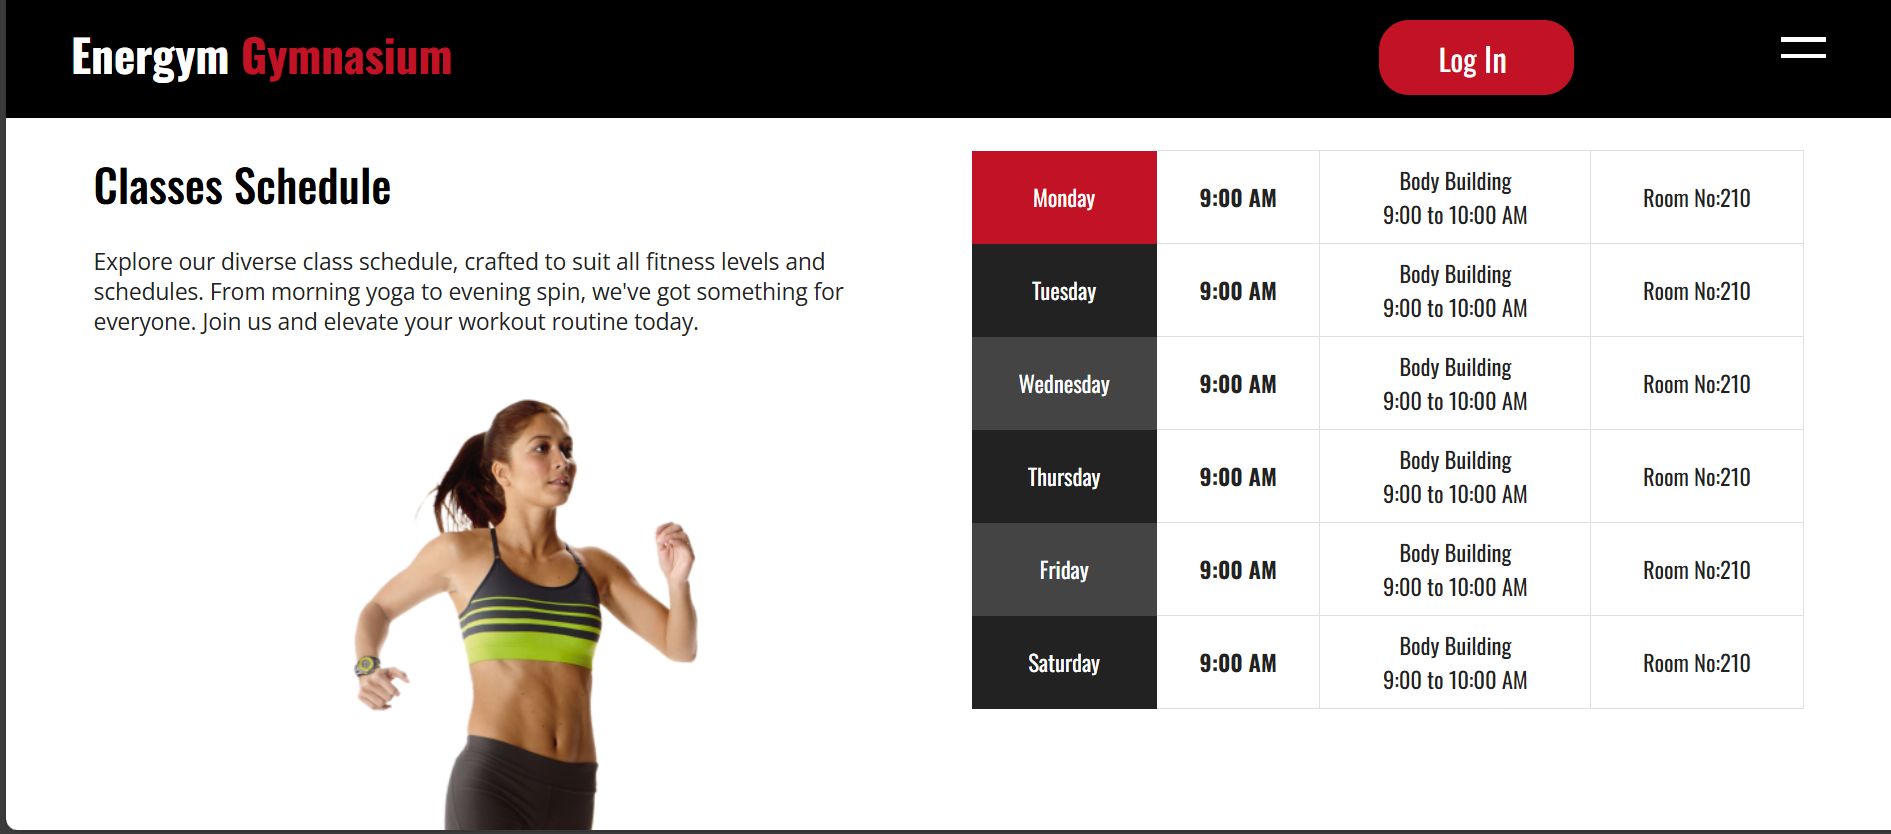 Energym Gymnasium
Log In
Classes Schedule
Explore our diverse class schedule, crafted to suit all fitness levels and
schedules. From morning yoga to evening spin, we've got something for
everyone. Join us and elevate your workout routine today.
Monday
9:00 AM
Body Building
9:00 to 10:00 AM
Room No:210
Tuesday
9:00 AM
Body Building
9:00 to 10:00 AM
Room No:210
Wednesday
9:00 AM
Body Building
9:00 to 10:00 AM
Room No:210
Thursday
9:00 AM
Body Building
9:00 to 10:00 AM
Room No:210
Friday
9:00 AM
Body Building
9:00 to 10:00 AM
Room No:210
Saturday
9:00 AM
Body Building
9:00 to 10:00 AM
Room No:210